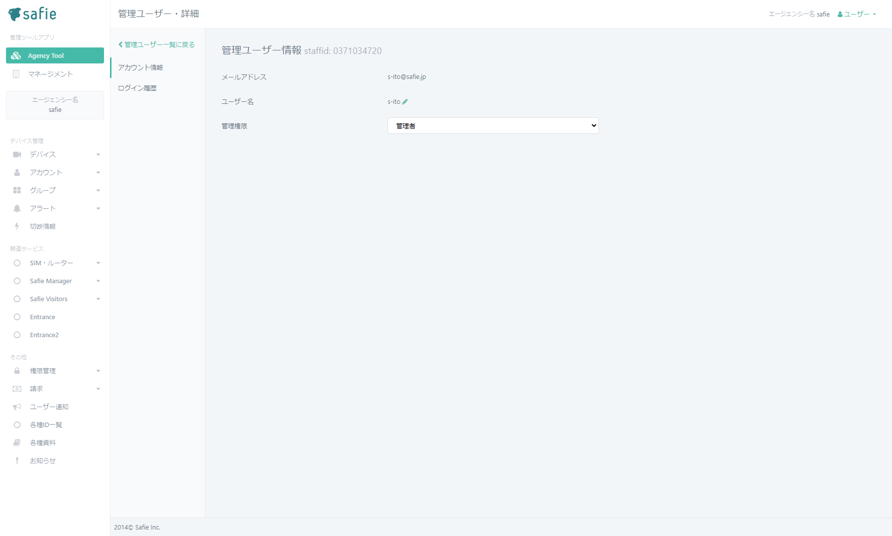 safie
管理ツールアプリ
Agency Tool
マネージメント
エージェンシー名
safie
デバイス管理
デバイス
アカウント
グループ
アラート
切断情報
関連サービス
SIM・ルーター
Safie Manager
Safie Visitors
Entrance
Entrance2
その他
権限管理
請求
ユーザー通知
各種ID一覧
各種資料
お知らせ
管理ユーザー・詳細
エージェンシー名 safie
ユーザー
管理ユーザー一覧に戻る
アカウント情報
ログイン履歴
管理ユーザー情報 staffid: 0371034720
メールアドレス s-ito@safie.jp
ユーザー名 s-ito
管理権限 管理者
2014© Safie Inc.